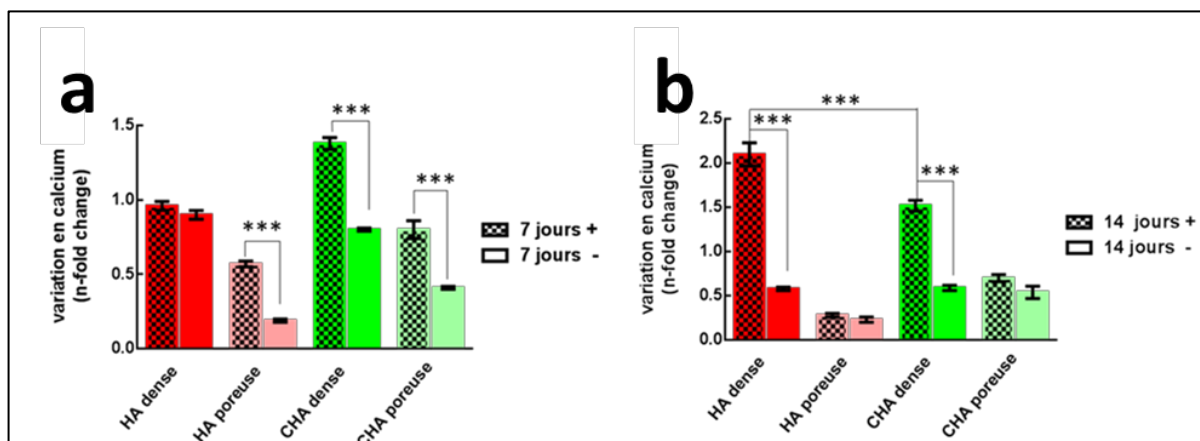 a
variation en calcium
(n-fold change)
1.5
1.0
0.5
0.0
***
***
***
HA dense
HA poreuse
CHA dense
CHA poreuse
7 jours +
7 jours -
b
variation en calcium
(n-fold change)
2.5
2.0
1.5
1.0
0.5
0.0
***
***
***
HA dense
HA poreuse
CHA dense
CHA poreuse
14 jours +
14 jours -